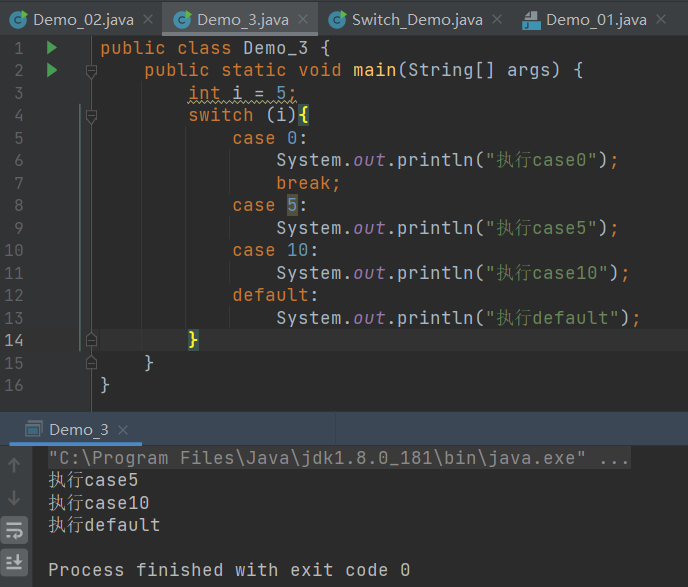 Demo_02.java Demo_3.java Switch_Demo.java Demo_01.java
1 public class Demo_3 {
2 public static void main(String[] args) {
3 int i = 5;
4 switch (i){
5 case 0:
6 System.out.println("执行case0");
7 break;
8 case 5:
9 System.out.println("执行case5");
10 case 10:
11 System.out.println("执行case10");
12 default:
13 System.out.println("执行default");
14 }
15 }
16 }
Demo_3
"C:\Program Files\Java\jdk1.8.0_181\bin\java.exe" ...
执行case5
执行case10
执行default
Process finished with exit code 0